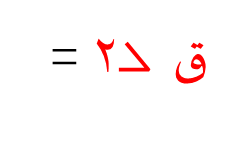 ق ⦣ ٢ =